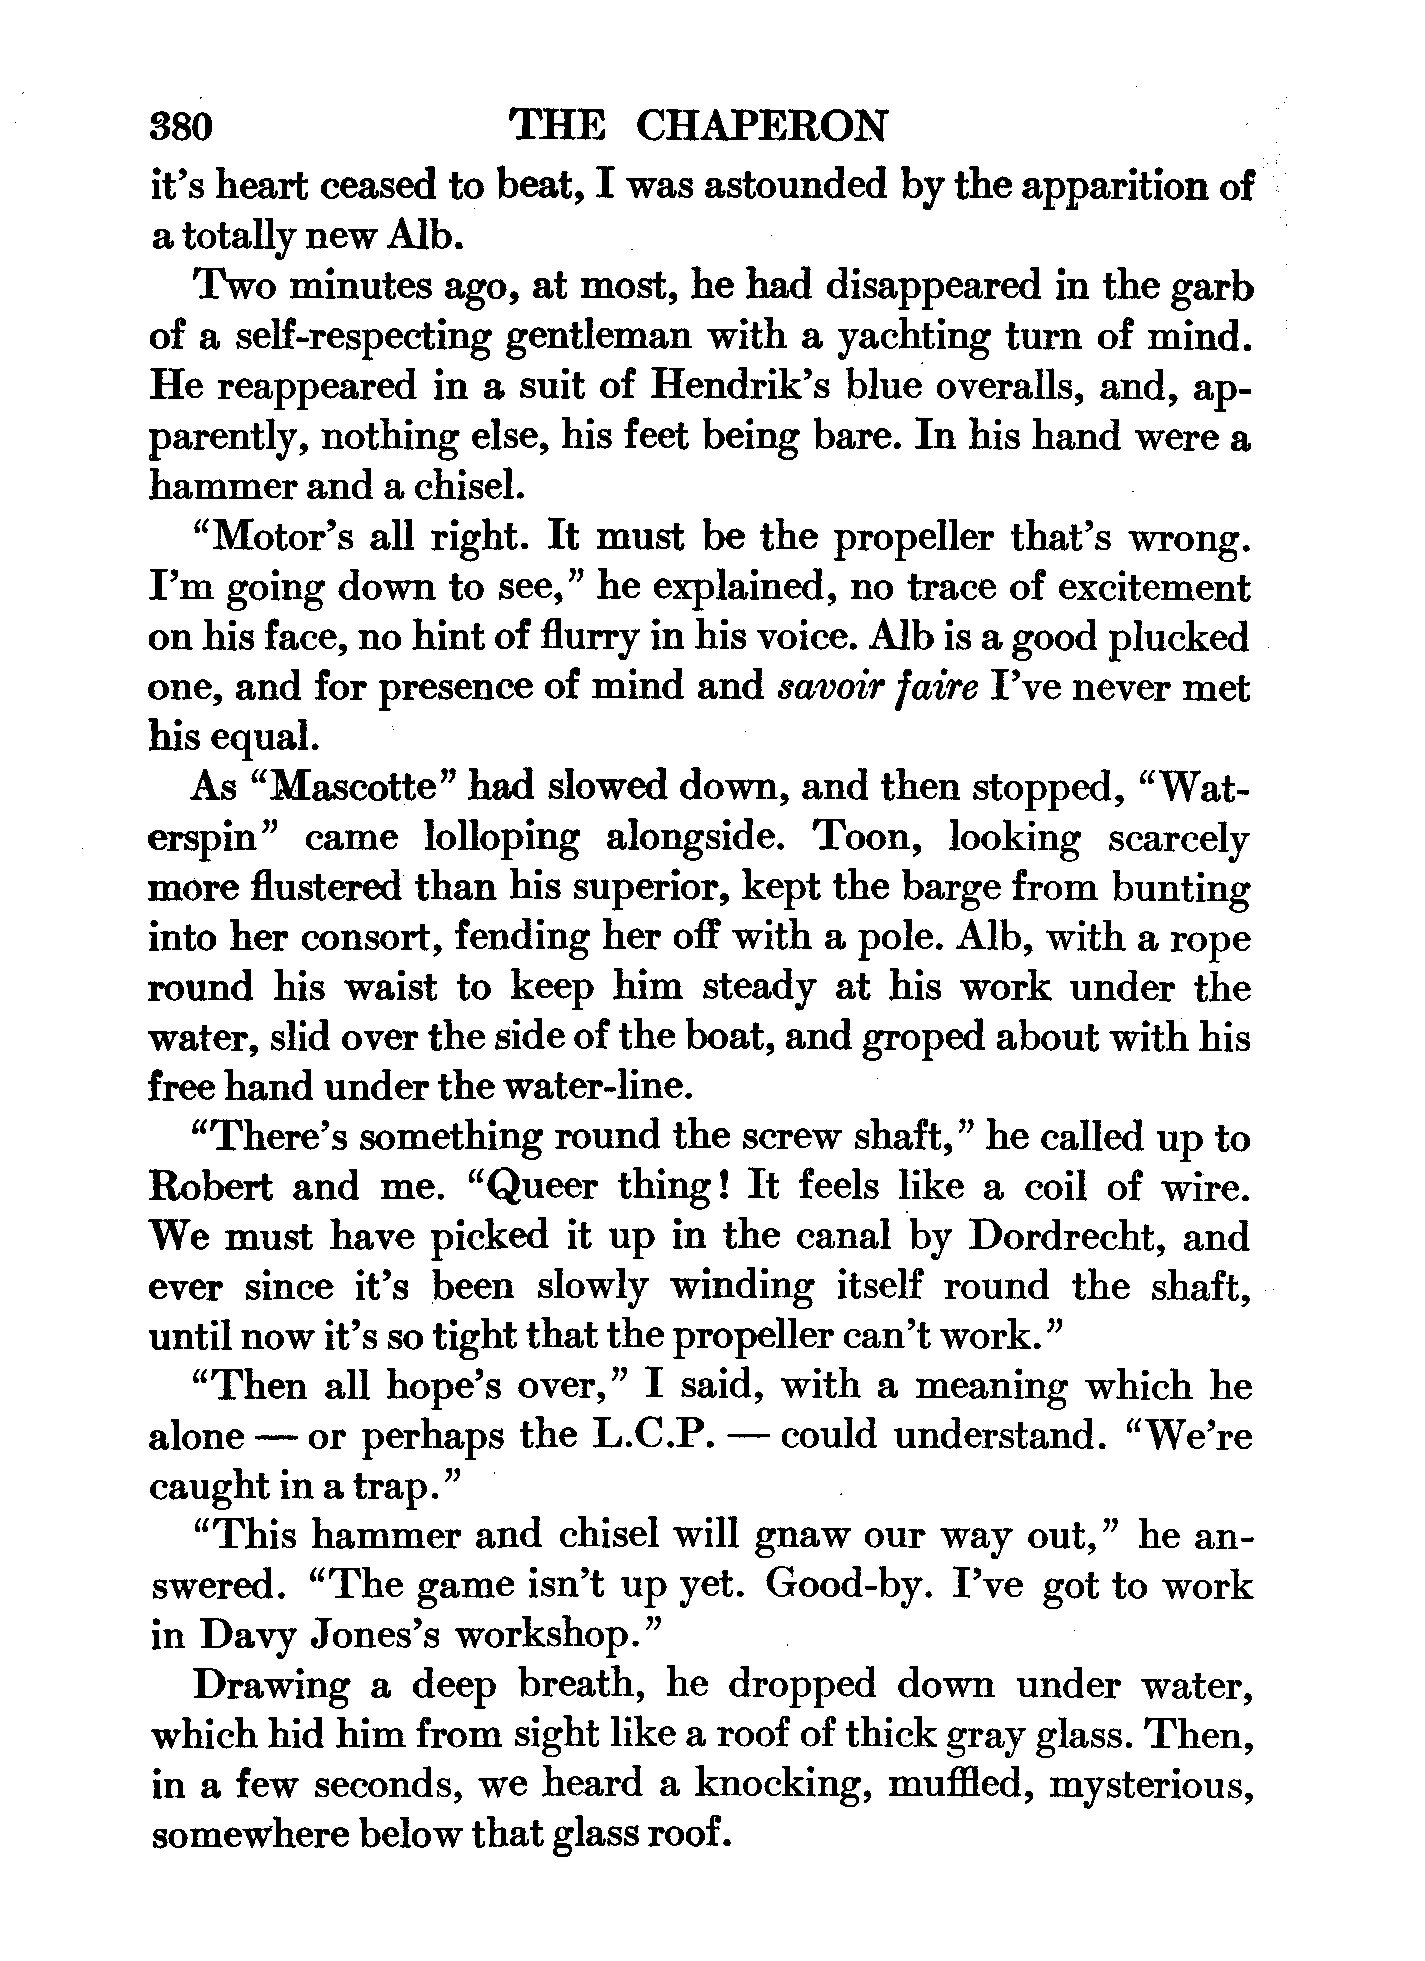 380 THE CHAPERON
it's heart ceased to beat, I was astounded by the apparition of
a totally new Alb.
Two minutes ago, at most, he had disappeared in the garb
of a self-respecting gentleman with a yachting turn of mind.
He reappeared in a suit of Hendrik's blue overalls, and, ap-
parently, nothing else, his feet being bare. In his hand were a
hammer and a chisel.
"Motor's all right. It must be the propeller that's wrong.
I'm going down to see," he explained, no trace of excitement
on his face, no hint of flurry in his voice. Alb is a good plucked
one, and for presence of mind and savoir faire I've never met
his equal.
As "Mascotte" had slowed down, and then stopped, "Wat-
erspin" came lolloping alongside. Toon, looking scarcely
more flustered than his superior, kept the barge from bunting
into her consort, fending her off with a pole. Alb, with a rope
round his waist to keep him steady at his work under the
water, slid over the side of the boat, and groped about with his
free hand under the water-line.
"There's something round the screw shaft," he called up to
Robert and me. "Queer thing! It feels like a coil of wire.
We must have picked it up in the canal by Dordrecht, and
ever since it's been slowly winding itself round the shaft,
until now it's so tight that the propeller can't work."
"Then all hope's over," I said, with a meaning which he
alone — or perhaps the L.C.P. — could understand. "We're
caught in a trap."
"This hammer and chisel will gnaw our way out," he an-
swered. "The game isn't up yet. Good-by. I've got to work
in Davy Jones's workshop."
Drawing a deep breath, he dropped down under water,
which hid him from sight like a roof of thick gray glass. Then,
in a few seconds, we heard a knocking, muffled, mysterious,
somewhere below that glass roof.